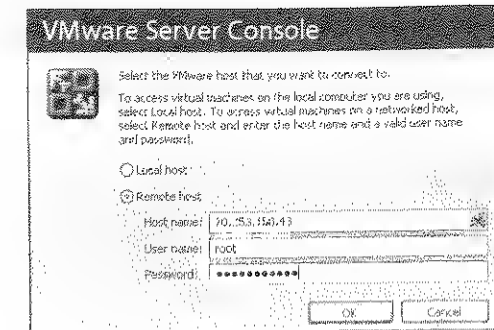 VMware Server Console
Select the VMware host that you want to connect to.
To access virtual machines on the local computer you are using,
select Local host. To access virtual machines on a networked host,
select Remote host and enter the host name and a valid user name
and password.
Local host
Remote host
Host name:
User name: root
Password: ●●●●●●●●●●●
OK Cancel